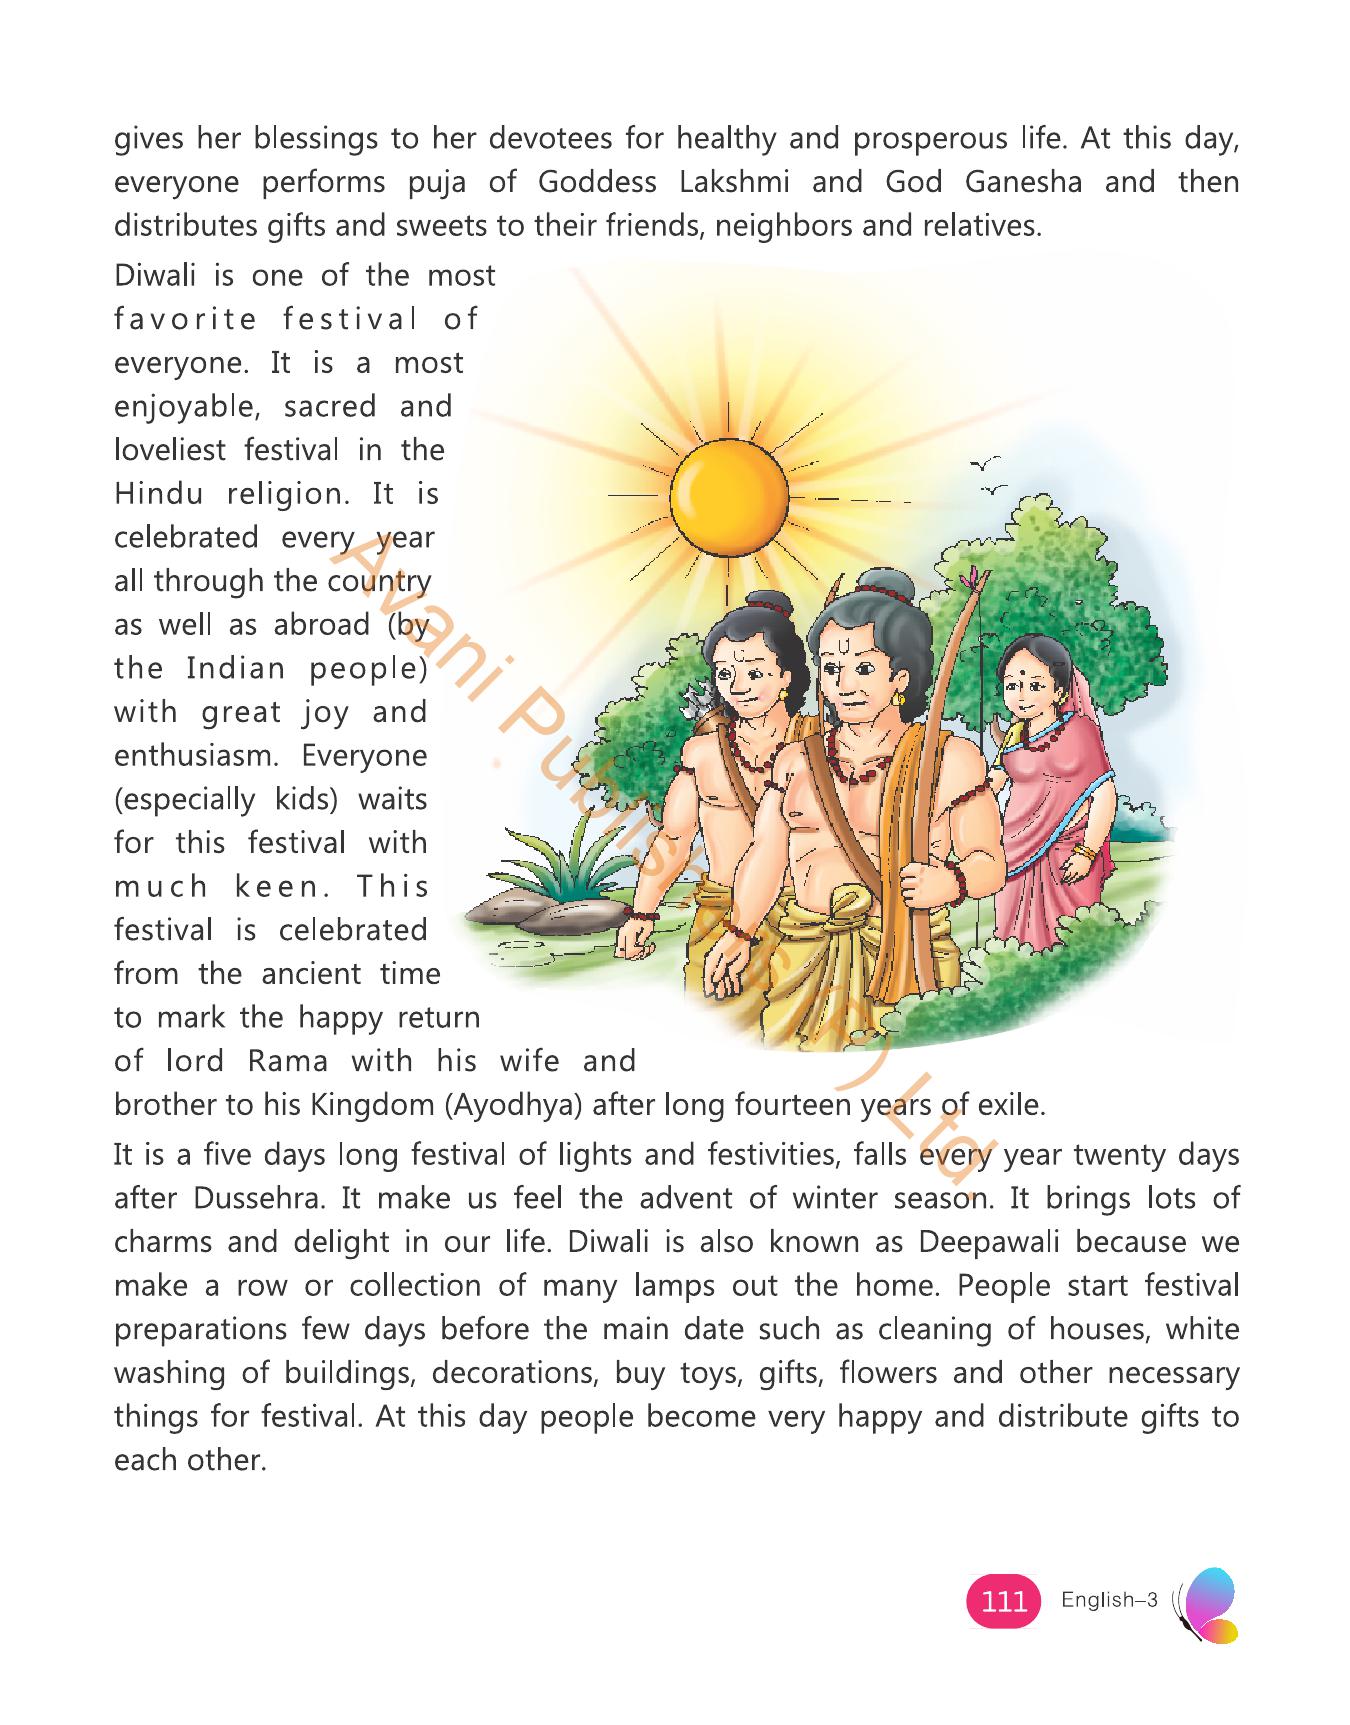 gives her blessings to her devotees for healthy and prosperous life. At this day,
everyone performs puja of Goddess Lakshmi and God Ganesha and then
distributes gifts and sweets to their friends, neighbors and relatives.
Diwali is one of the most
favorite festival of
everyone. It is a most
enjoyable, sacred and
loveliest festival in the
Hindu religion. It is
celebrated every year
all through the country
as well as abroad (by
the Indian people)
with great joy and
enthusiasm. Everyone
(especially kids) waits
for this festival with
much keen. This
festival is celebrated
from the ancient time
to mark the happy return
of lord Rama with his wife and
brother to his Kingdom (Ayodhya) after long fourteen years of exile.
It is a five days long festival of lights and festivities, falls every year twenty days
after Dussehra. It make us feel the advent of winter season. It brings lots of
charms and delight in our life. Diwali is also known as Deepawali because we
make a row or collection of many lamps out the home. People start festival
preparations few days before the main date such as cleaning of houses, white
washing of buildings, decorations, buy toys, gifts, flowers and other necessary
things for festival. At this day people become very happy and distribute gifts to
each other.
Avani Publishers (P) Ltd.
111 English–3